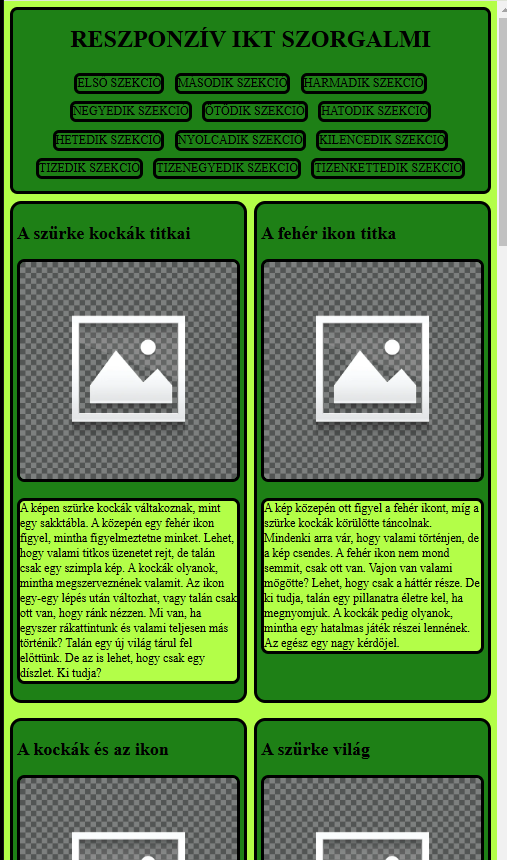 RESZPONZÍV IKT SZORGALMI
ELSŐ SZEKCIÓ MÁSODIK SZEKCIÓ HARMADIK SZEKCIÓ
NEGYEDIK SZEKCIÓ ÖTÖDIK SZEKCIÓ HATODIK SZEKCIÓ
HETEDIK SZEKCIÓ NYOLCADIK SZEKCIÓ KILENCEDIK SZEKCIÓ
TIZEDIK SZEKCIÓ TIZENEGYEDIK SZEKCIÓ TIZENKETTEDIK SZEKCIÓ
A szürke kockák titkai
A képen szürke kockák váltakoznak, mint
egy sakktábla. A közepén egy fehér ikon
figyel, mintha figyelmeztetne minket. Lehet,
hogy valami titkos üzenetet rejt, de talán
csak egy szimpla kép. A kockák olyanok,
mintha megszerveznének valamit. Az ikon
egy-egy lépés után változhat, vagy talán csak
ott van, hogy ránk nézzen. Mi van, ha
egyszer rákattintunk és valami teljesen más
történik? Talán egy új világ tárul fel
előttünk. De az is lehet, hogy csak egy
díszlet. Ki tudja?
A fehér ikon titka
A kép közepén ott figyel a fehér ikont, míg a
szürke kockák körülötte táncolnak.
Mindenki arra vár, hogy valami történjen, de
a kép csendes. A fehér ikon nem mond
semmit, csak ott van. Vajon van valami
mögötte? Lehet, hogy csak a háttér része. De
ki tudja, talán egy pillanatra életre kel, ha
megnyomjuk. A kockák pedig olyanok,
mintha egy hatalmas játék részei lennének.
Az egész egy nagy kérdőjel.
A kockák és az ikon
A szürke világ